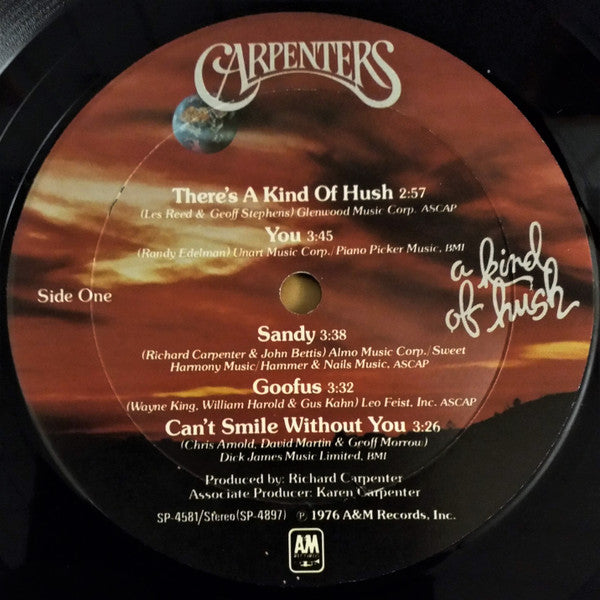 CARPENTERS
There's A Kind Of Hush 2:57
(Les Reed & Geoff Stephens) Glenwood Music Corp. ASCAP
You 3:45
(Randy Edelman) Unart Music Corp./Piano Picker Music, BMI
a kind
of hush
Side One
Sandy 3:38
(Richard Carpenter & John Bettis) Almo Music Corp./Sweet
Harmony Music/Hammer & Nails Music, ASCAP
Goofus 3:32
(Wayne King, William Harold & Gus Kahn) Leo Feist, Inc. ASCAP
Can't Smile Without You 3:26
(Chris Arnold, David Martin & Geoff Morrow)
Dick James Music Limited, BMI
Produced by: Richard Carpenter
Associate Producer: Karen Carpenter
SP-4581/Stereo (SP-4897) ℗ 1976 A&M Records, Inc.
A&M
RECORDS